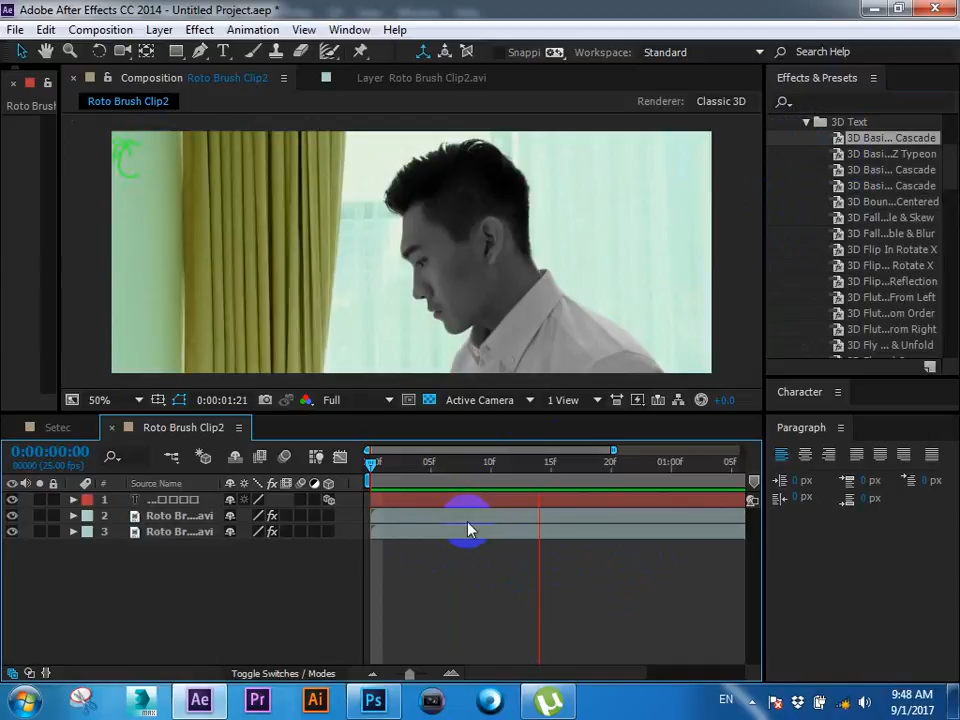 Ae Adobe After Effects CC 2014 - Untitled Project.aep *
File Edit Composition Layer Effect Animation View Window Help
Snappi Workspace: Standard Search Help
Composition Roto Brush Clip2 Layer Roto Brush Clip2.avi Effects & Presets
Roto Brush Roto Brush Clip2 Renderer: Classic 3D
3D Text
3D Basi... Cascade
3D Basi...Z Typeon
3D Basi... Cascade
3D Basi... Cascade
3D Boun...Centered
3D Fall...le & Skew
3D Fall...ble & Blur
3D Flip In Rotate X
3D Flip... Rotate X
3D Flip...Reflection
3D Flut...From Left
3D Flut...om Order
3D Flut...rom Right
3D Fly ...& Unfold
50% 0:00:01:21 Full Active Camera 1 View +0.0
Character
Setec Roto Brush Clip2 Paragraph
0:00:00:00
00000 (25.00 fps)
05f 10f 15f 20f 01:00f 05f
# Source Name
1 T ...□□□□
2 Roto Br....avi
3 Roto Br....avi
0 px 0 px
0 px 0 px
0 px
Toggle Switches / Modes
MAX Ae Pr Ai Ps EN
9:48 AM
9/1/2017